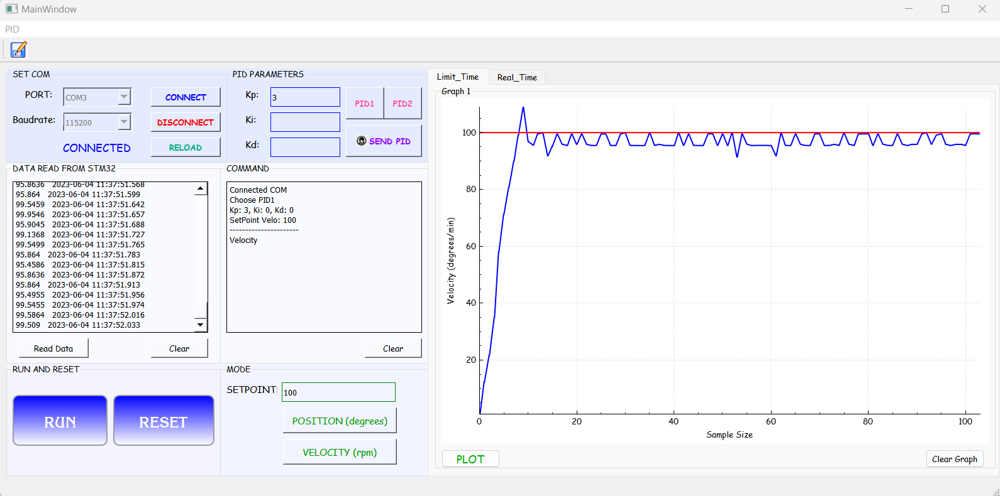 MainWindow
PID
SET COM
PORT: COM3 CONNECT
Baudrate: 115200 DISCONNECT
CONNECTED RELOAD
PID PARAMETERS
Kp: 3 PID1 PID2
Ki:
Kd: SEND PID
DATA READ FROM STM32
95.8636 2023-06-04 11:37:51.568
95.864 2023-06-04 11:37:51.599
99.5459 2023-06-04 11:37:51.642
99.9546 2023-06-04 11:37:51.657
95.9045 2023-06-04 11:37:51.688
99.1368 2023-06-04 11:37:51.727
99.5499 2023-06-04 11:37:51.765
95.864 2023-06-04 11:37:51.783
95.4586 2023-06-04 11:37:51.815
95.8636 2023-06-04 11:37:51.872
95.864 2023-06-04 11:37:51.913
95.4955 2023-06-04 11:37:51.956
99.5455 2023-06-04 11:37:51.974
99.5864 2023-06-04 11:37:52.016
99.509 2023-06-04 11:37:52.033
Read Data Clear
COMMAND
Connected COM
Choose PID1
Kp: 3, Ki: 0, Kd: 0
SetPoint Velo: 100
----------------------
Velocity
Clear
RUN AND RESET
RUN RESET
MODE
SETPOINT: 100
POSITION (degrees)
VELOCITY (rpm)
Limit_Time Real_Time
Graph 1
100
80
60
40
20
Velocity (degrees/min)
0 20 40 60 80 100
Sample Size
PLOT Clear Graph